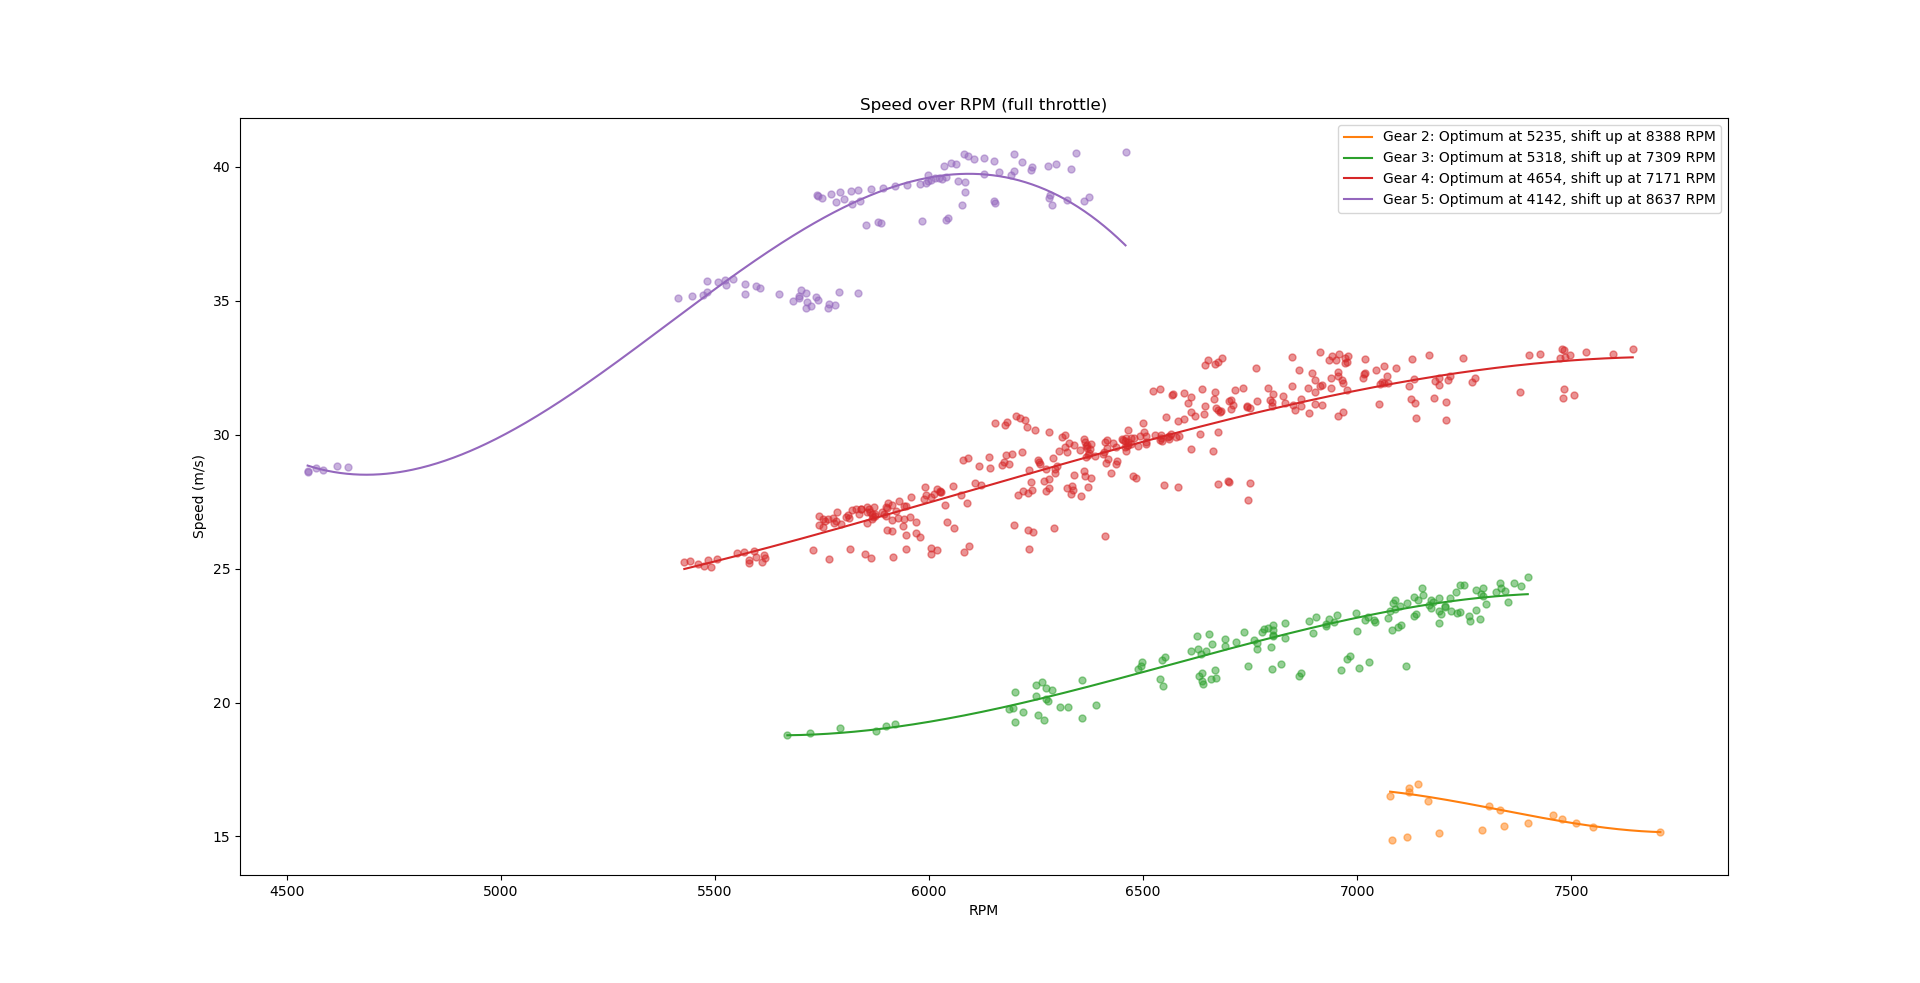 Speed over RPM (full throttle)
Gear 2: Optimum at 5235, shift up at 8388 RPM
Gear 3: Optimum at 5318, shift up at 7309 RPM
Gear 4: Optimum at 4654, shift up at 7171 RPM
Gear 5: Optimum at 4142, shift up at 8637 RPM
Speed (m/s)
40
35
30
25
20
15
4500 5000 5500 6000 6500 7000 7500
RPM